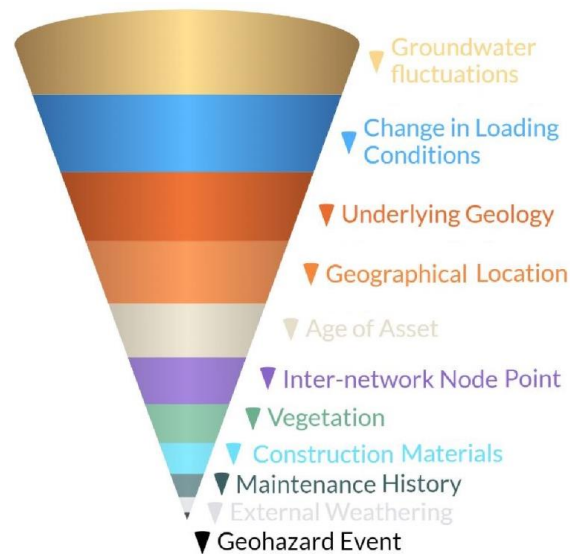 Groundwater
fluctuations
Change in Loading
Conditions
Underlying Geology
Geographical Location
Age of Asset
Inter-network Node Point
Vegetation
Construction Materials
Maintenance History
External Weathering
Geohazard Event